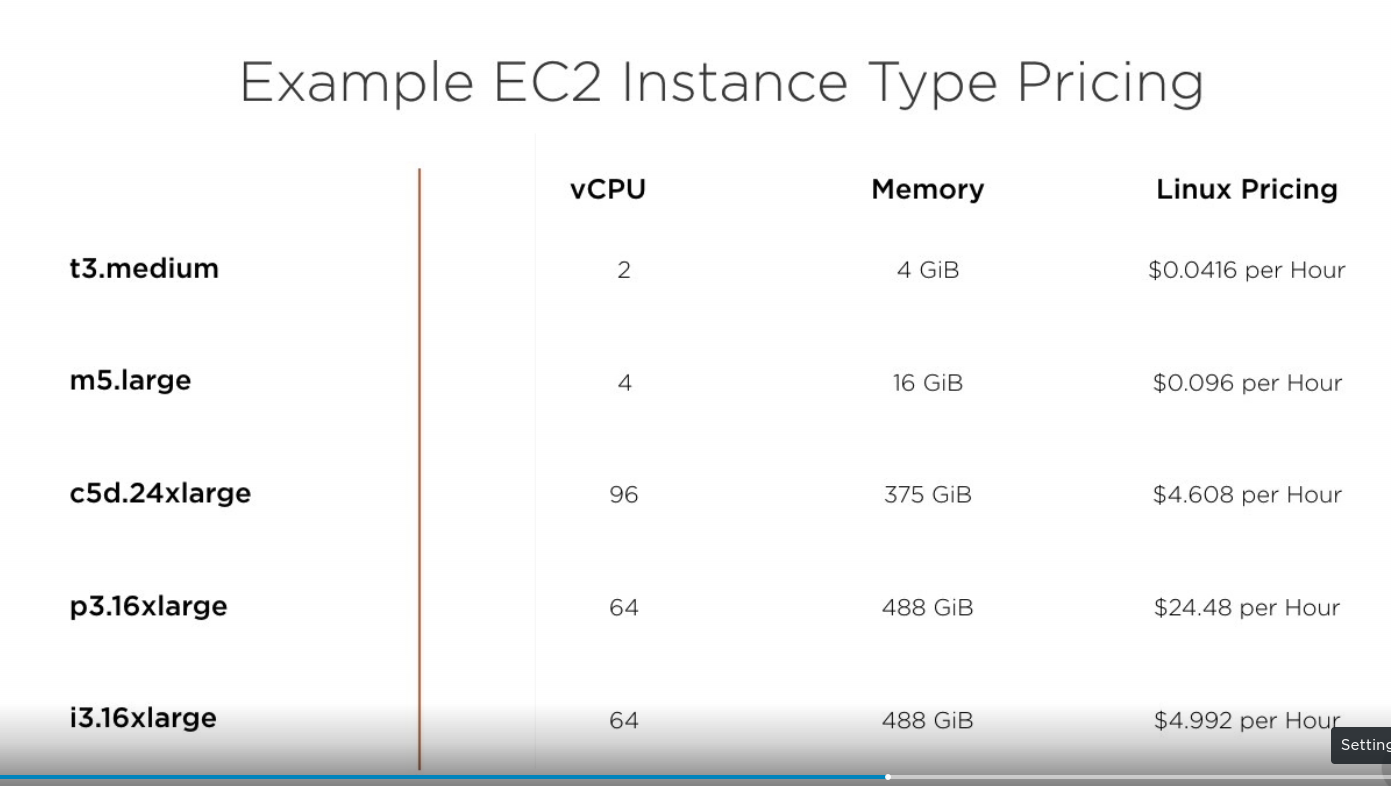 Example EC2 Instance Type Pricing
vCPU Memory Linux Pricing
t3.medium 2 4 GiB $0.0416 per Hour
m5.large 4 16 GiB $0.096 per Hour
c5d.24xlarge 96 375 GiB $4.608 per Hour
p3.16xlarge 64 488 GiB $24.48 per Hour
i3.16xlarge 64 488 GiB $4.992 per Hour
Setting